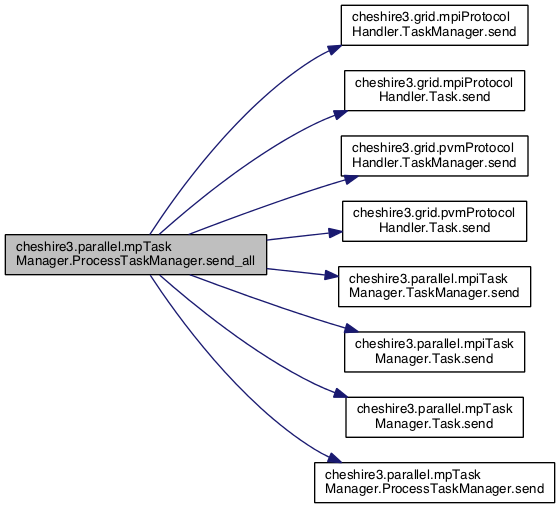 cheshire3.grid.mpiProtocol
Handler.TaskManager.send
cheshire3.grid.mpiProtocol
Handler.Task.send
cheshire3.grid.pvmProtocol
Handler.TaskManager.send
cheshire3.grid.pvmProtocol
Handler.Task.send
cheshire3.parallel.mpTask
Manager.ProcessTaskManager.send_all
cheshire3.parallel.mpiTask
Manager.TaskManager.send
cheshire3.parallel.mpiTask
Manager.Task.send
cheshire3.parallel.mpTask
Manager.Task.send
cheshire3.parallel.mpTask
Manager.ProcessTaskManager.send